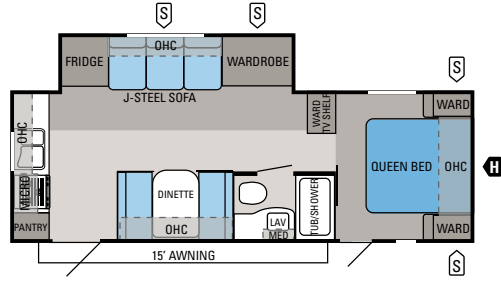 S
S
FRIDGE
OHC
WARDROBE
S
J-STEEL SOFA
WARD
TV SHELF
WARD
OHC
QUEEN BED
OHC
H
MICRO
DINETTE
TUB/SHOWER
PANTRY
OHC
LAV
MED
WARD
15' AWNING
S